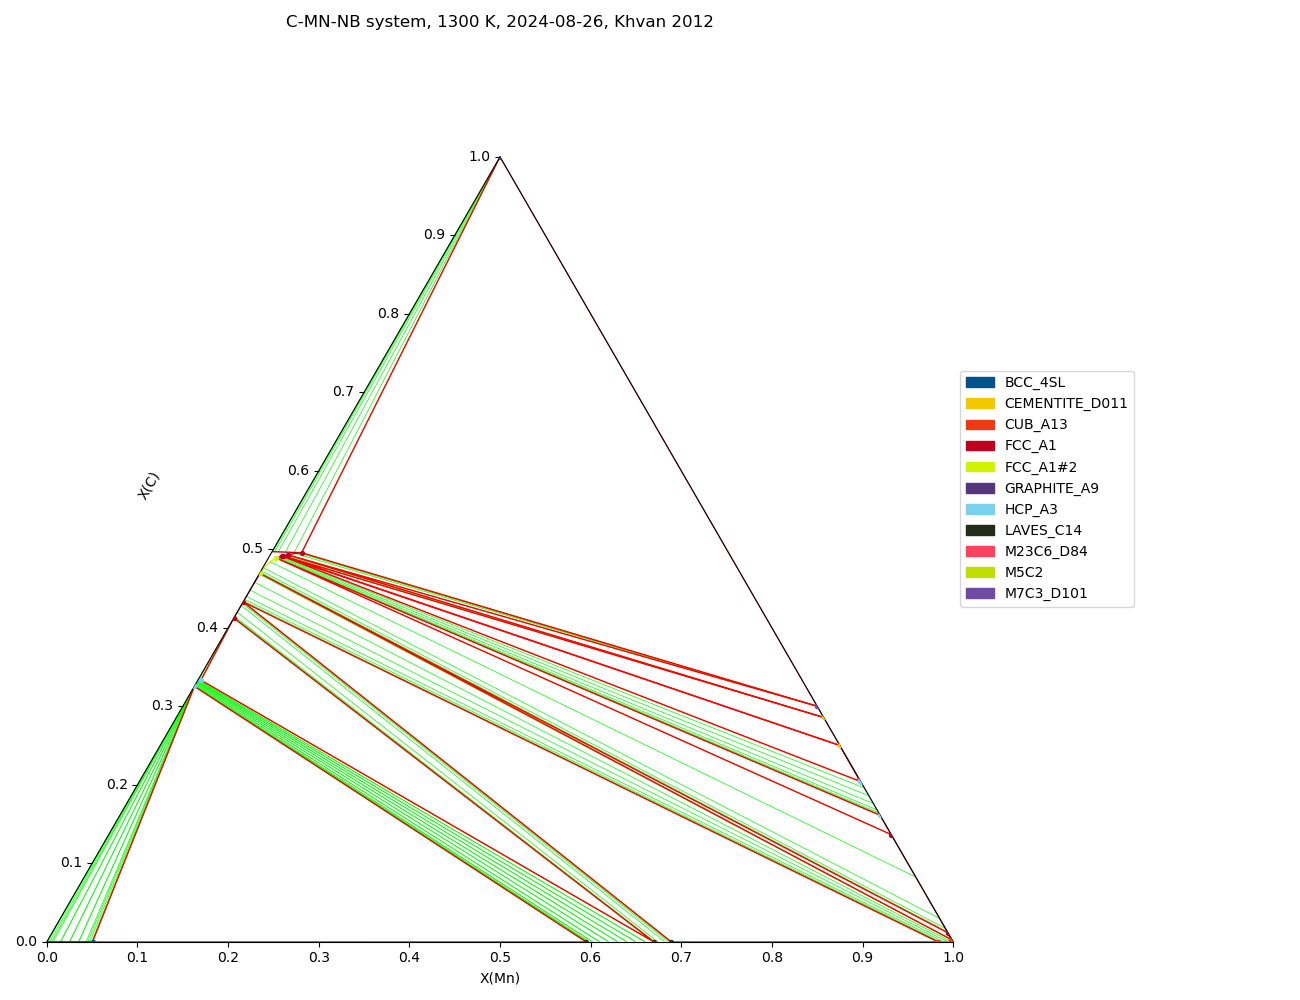 C-MN-NB system, 1300 K, 2024-08-26, Khvan 2012
1.0
0.9
0.8
0.7
0.6
0.5
0.4
0.3
0.2
0.1
0.0
X(C)
0.0 0.1 0.2 0.3 0.4 0.5 0.6 0.7 0.8 0.9 1.0
X(Mn)
BCC_4SL
CEMENTITE_D011
CUB_A13
FCC_A1
FCC_A1#2
GRAPHITE_A9
HCP_A3
LAVES_C14
M23C6_D84
M5C2
M7C3_D101